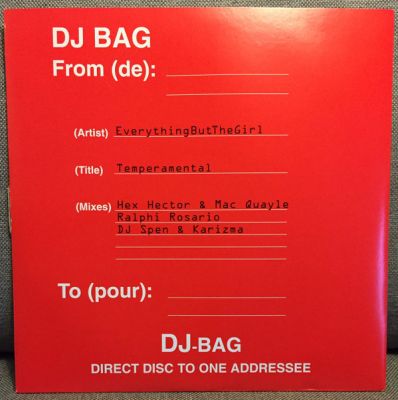 DJ BAG
From (de):
(Artist) EverythingButTheGirl
(Title) Temperamental
(Mixes) Hex Hector & Mac Quayle
Ralphi Rosario
DJ Spen & Karizma
To (pour):
DJ-BAG
DIRECT DISC TO ONE ADDRESSEE